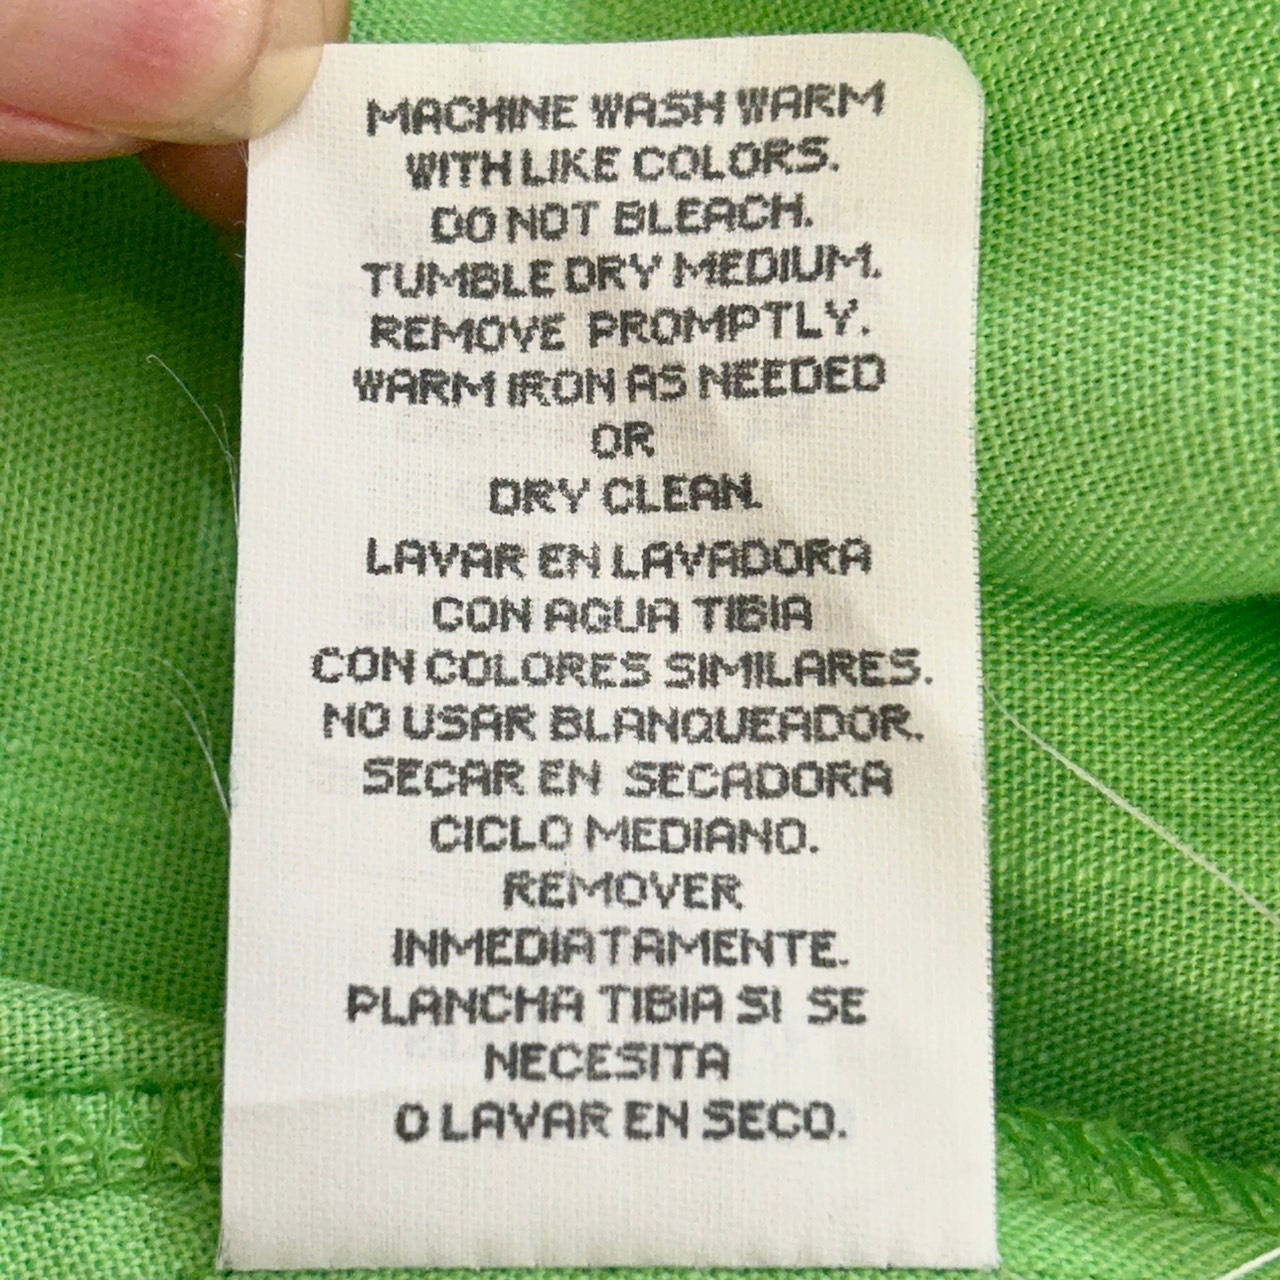 MACHINE WASH WARM
WITH LIKE COLORS.
DO NOT BLEACH.
TUMBLE DRY MEDIUM.
REMOVE PROMPTLY.
WARM IRON AS NEEDED
OR
DRY CLEAN.
LAVAR EN LAVADORA
CON AGUA TIBIA
CON COLORES SIMILARES.
NO USAR BLANQUEADOR.
SECAR EN SECADORA
CICLO MEDIANO.
REMOVER
INMEDIATAMENTE.
PLANCHA TIBIA SI SE
NECESITA
O LAVAR EN SECO.